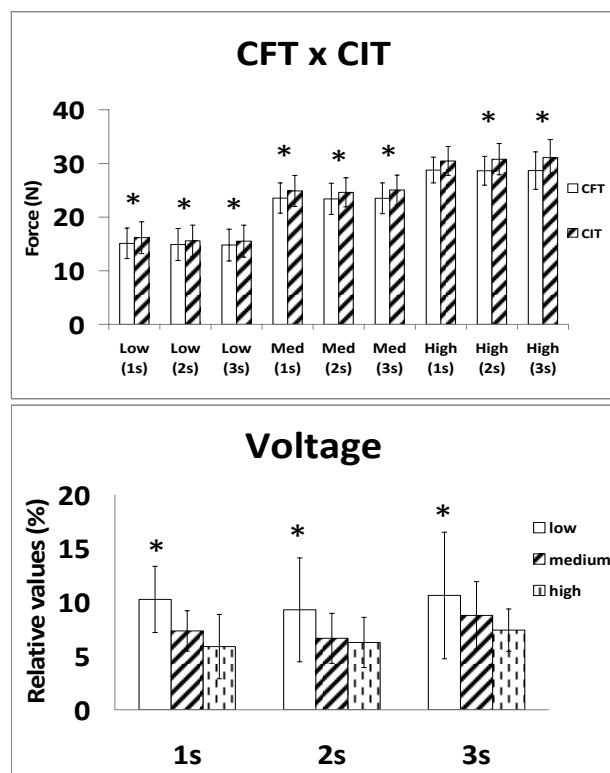 CFT x CIT
40
30
20
10
0
Force (N)
* * * * * * * *
CFT
CIT
Low (1s)
Low (2s)
Low (3s)
Med (1s)
Med (2s)
Med (3s)
High (1s)
High (2s)
High (3s)
Voltage
20
15
10
5
0
Relative values (%)
* * *
low
medium
high
1s 2s 3s